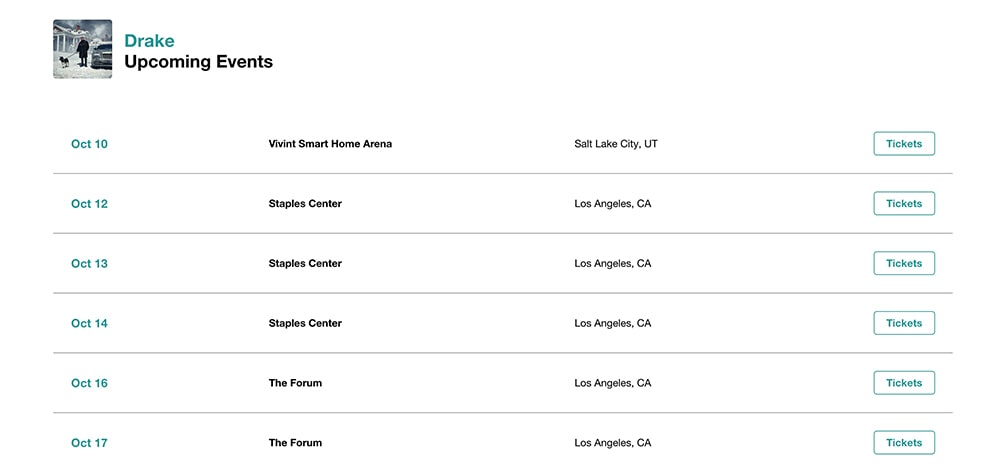 Drake
Upcoming Events
Oct 10 Vivint Smart Home Arena Salt Lake City, UT Tickets
Oct 12 Staples Center Los Angeles, CA Tickets
Oct 13 Staples Center Los Angeles, CA Tickets
Oct 14 Staples Center Los Angeles, CA Tickets
Oct 16 The Forum Los Angeles, CA Tickets
Oct 17 The Forum Los Angeles, CA Tickets